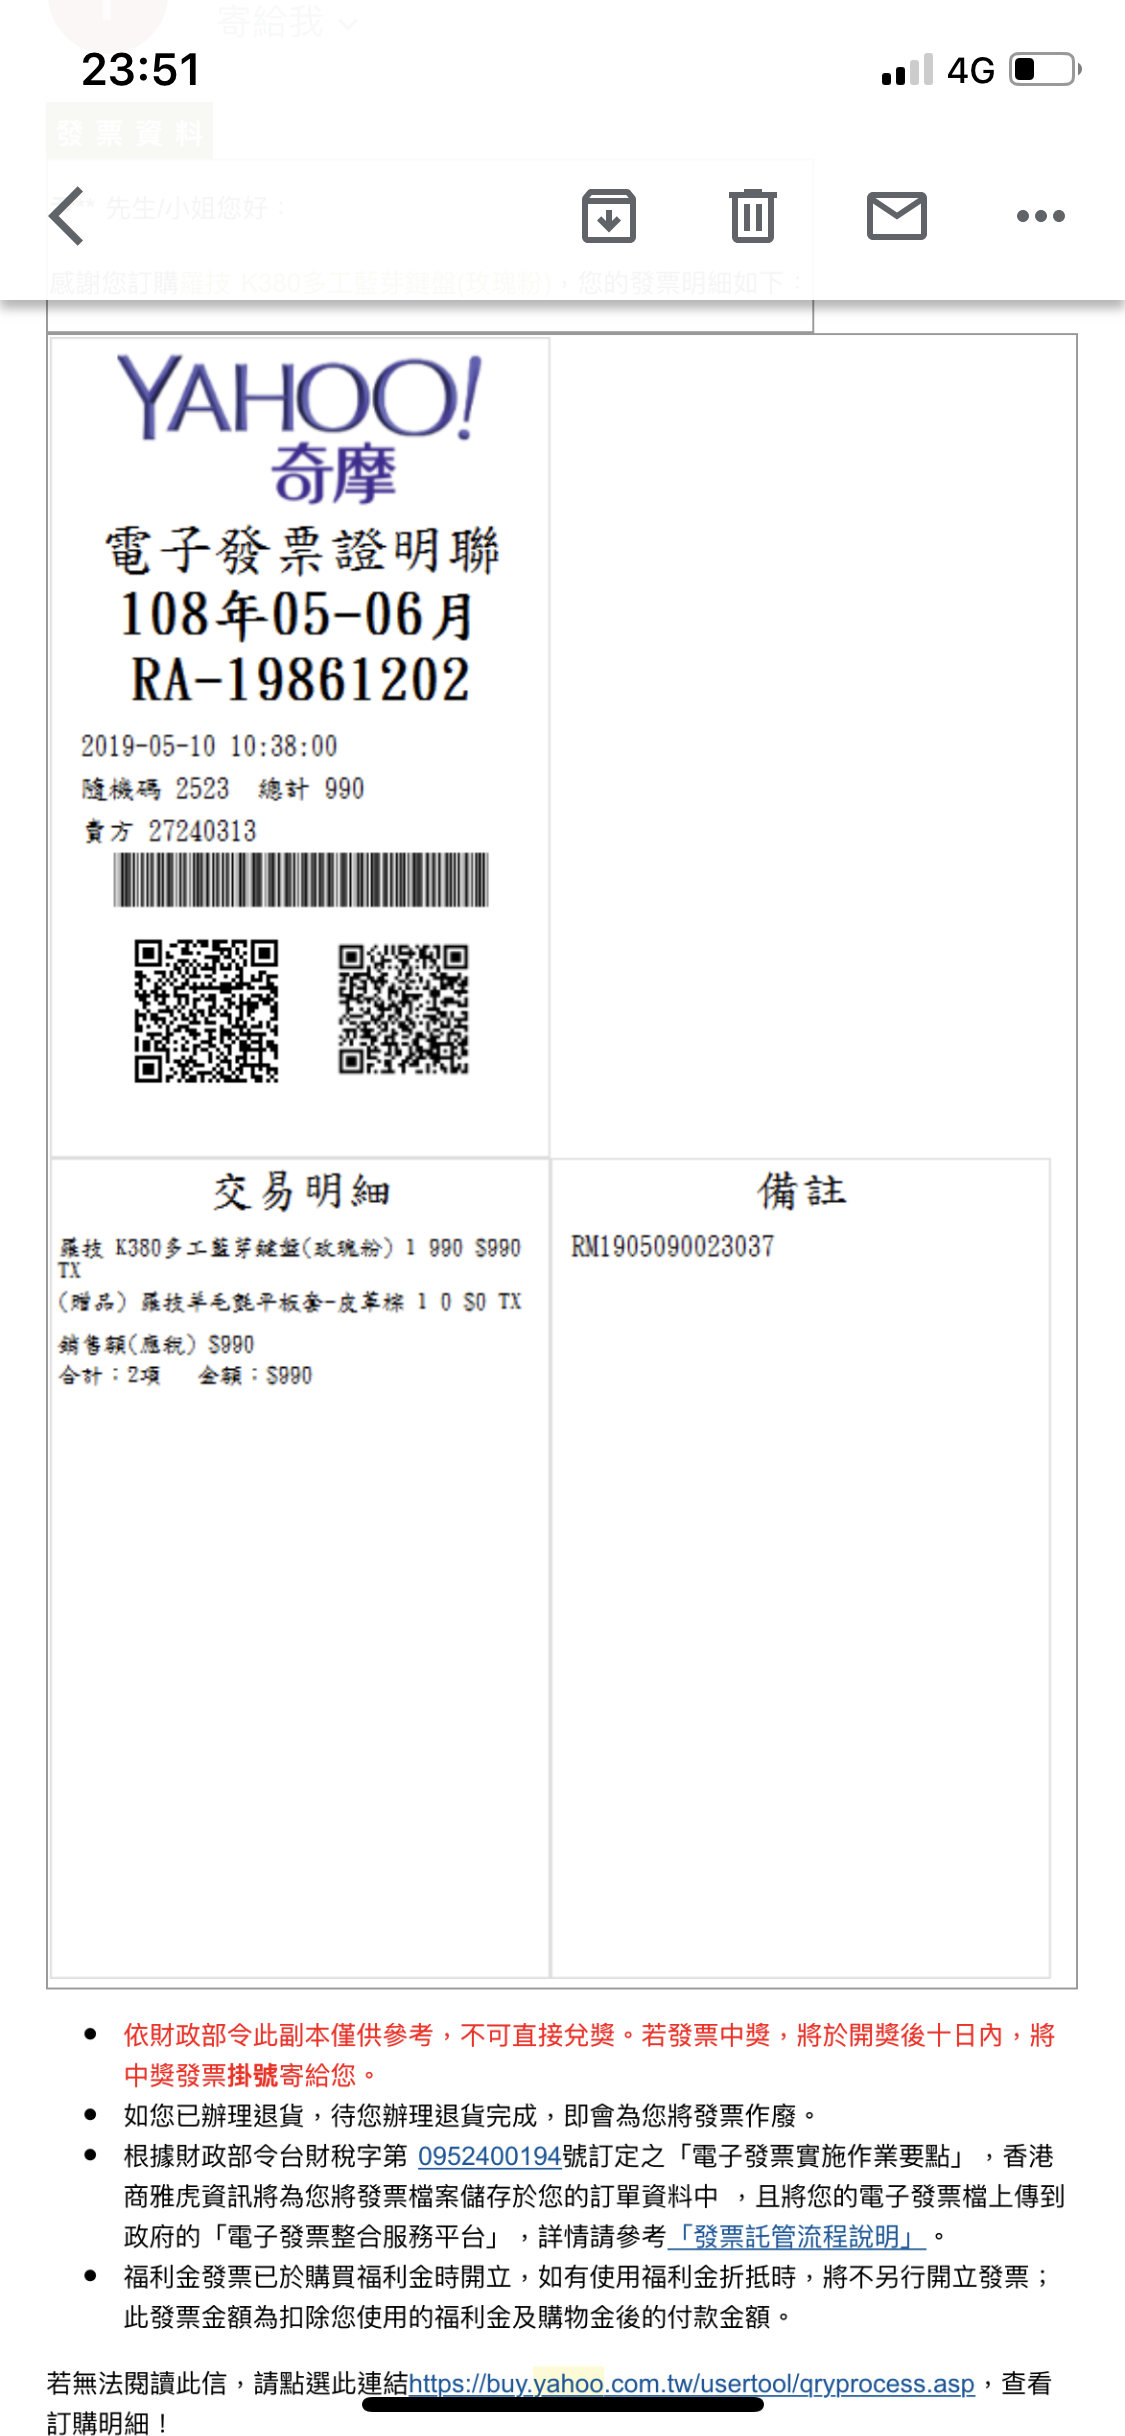 寄給我
23:51
4G
發票資料
** 先生/小姐您好：
感謝您訂購羅技 K380多工藍芽鍵盤(玫瑰粉)，您的發票明細如下：
YAHOO!
奇摩
電子發票證明聯
108年05-06月
RA-19861202
2019-05-10 10:38:00
隨機碼 2523 總計 990
賣方 27240313
交易明細
羅技 K380多工藍芽鍵盤(玫瑰粉) 1 990 $990
TX
(贈品) 羅技羊毛氈平板套-皮革棕 1 0 $0 TX
銷售額(應稅) $990
合計：2項 金額：$990
備註
RM1905090023037
依財政部令此副本僅供參考，不可直接兌獎。若發票中獎，將於開獎後十日內，將
中獎發票掛號寄給您。
如您已辦理退貨，待您辦理退貨完成，即會為您將發票作廢。
根據財政部令台財稅字第 0952400194號訂定之「電子發票實施作業要點」，香港
商雅虎資訊將為您將發票檔案儲存於您的訂單資料中 ，且將您的電子發票檔上傳到
政府的「電子發票整合服務平台」，詳情請參考「發票託管流程說明」。
福利金發票已於購買福利金時開立，如有使用福利金折抵時，將不另行開立發票；
此發票金額為扣除您使用的福利金及購物金後的付款金額。
若無法閱讀此信，請點選此連結https://buy.yahoo.com.tw/usertool/qryprocess.asp，查看
訂購明細！